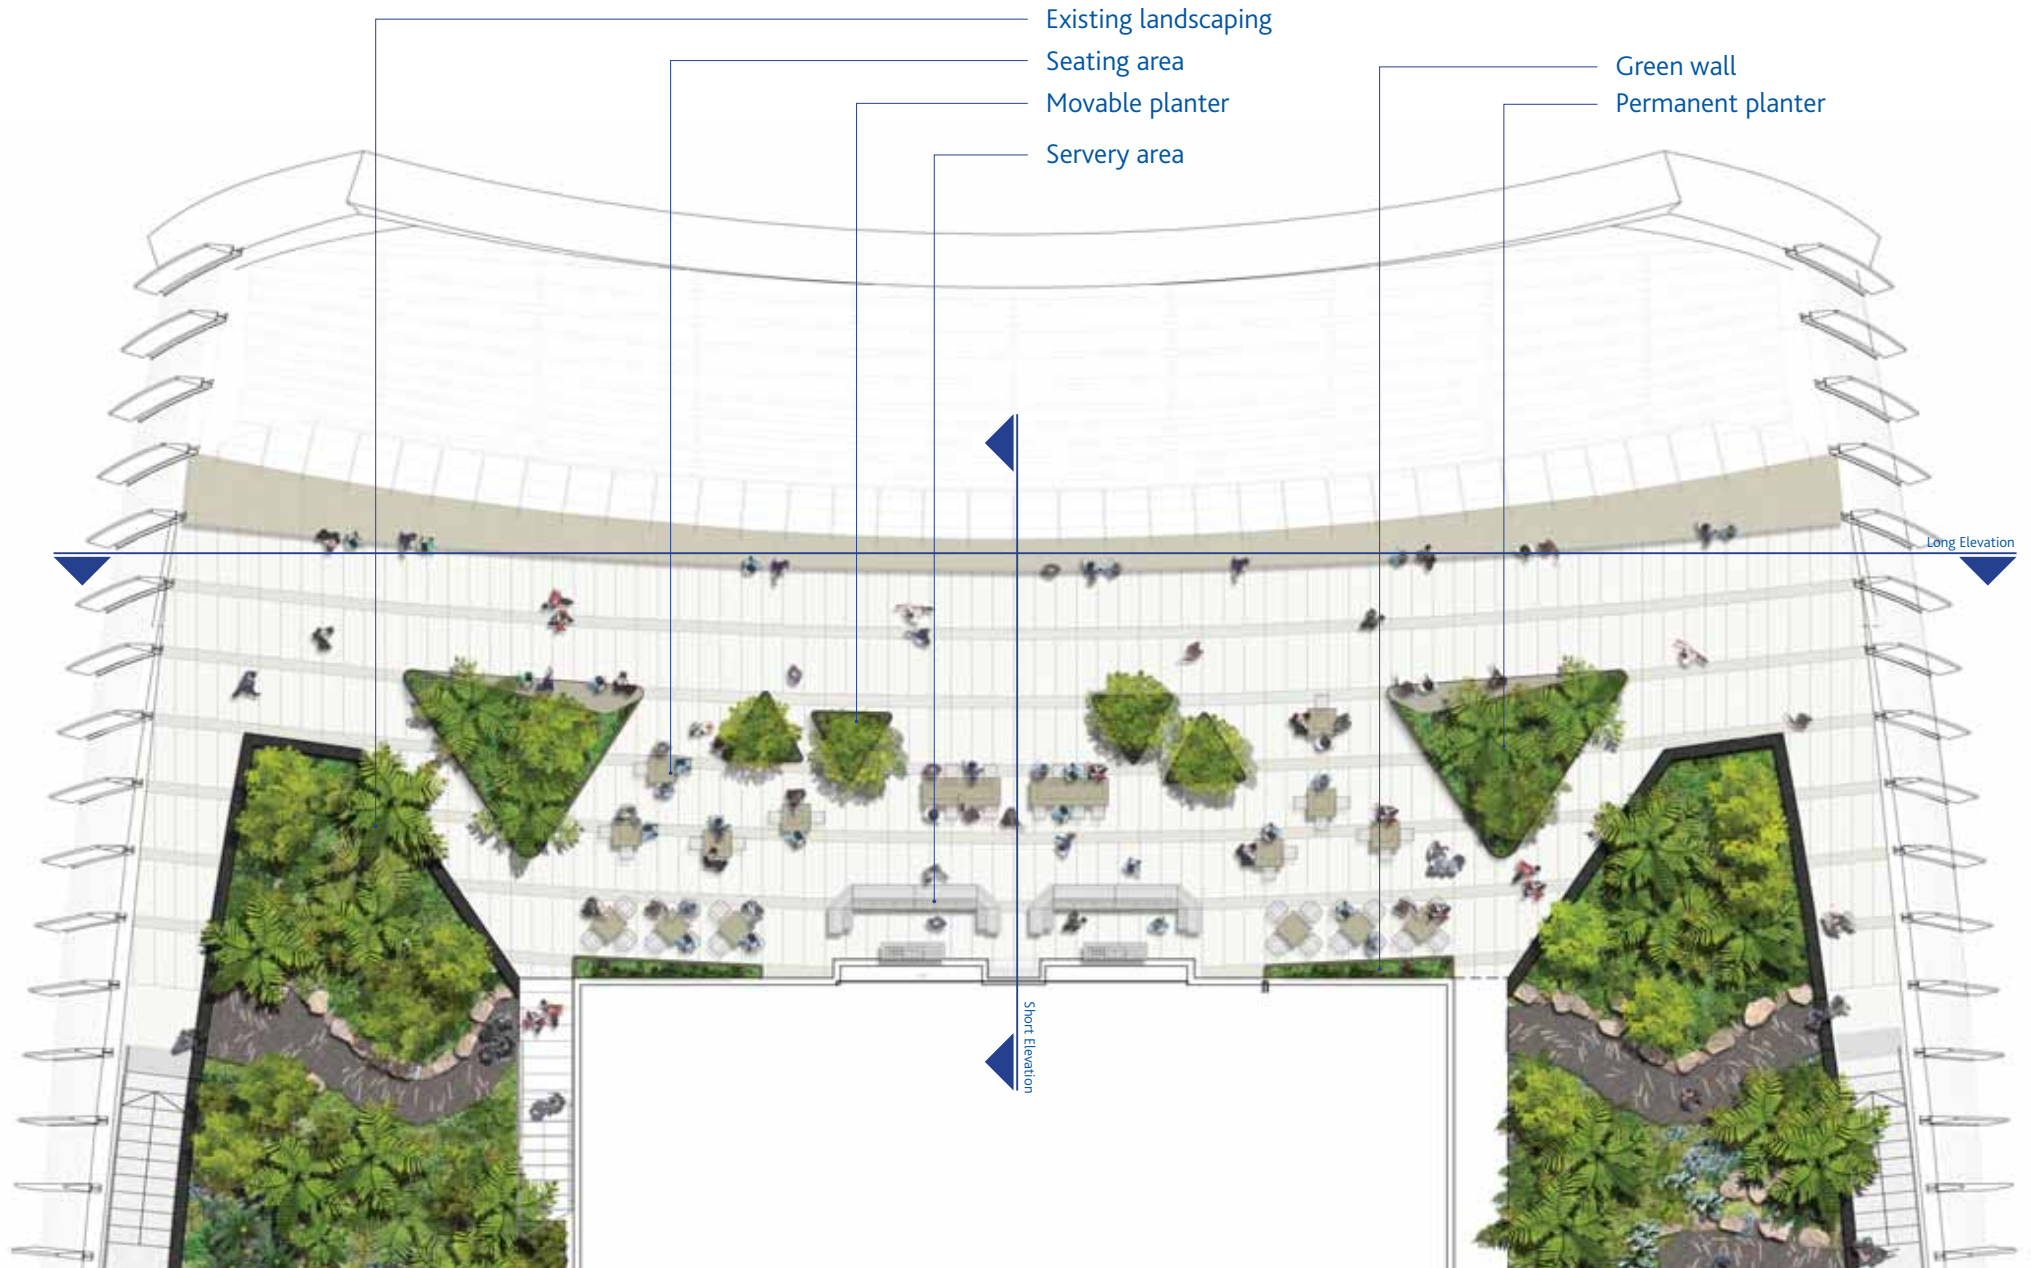 Existing landscaping
Seating area
Movable planter
Servery area
Green wall
Permanent planter
Long Elevation
Short Elevation